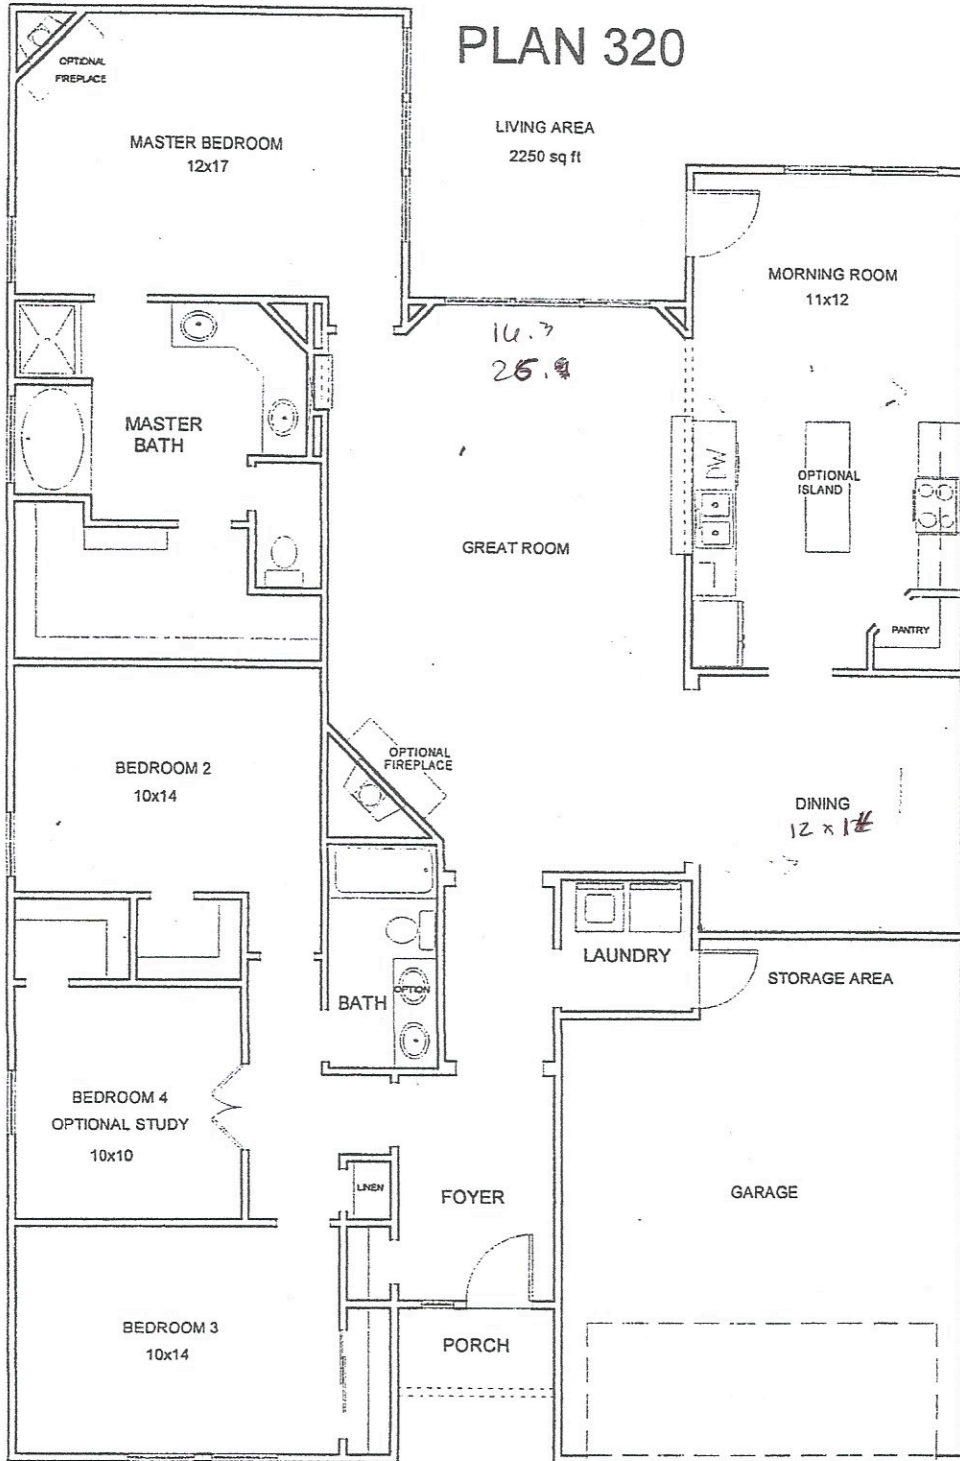 PLAN 320
LIVING AREA
2250 sq ft
OPTIONAL
FIREPLACE
MASTER BEDROOM
12x17
MORNING ROOM
11x12
MASTER
BATH
DW
OPTIONAL
ISLAND
GREAT ROOM
PANTRY
BEDROOM 2
10x14
OPTIONAL
FIREPLACE
DINING
LAUNDRY
STORAGE AREA
BATH
OPTION
BEDROOM 4
OPTIONAL STUDY
10x10
LINEN
FOYER
GARAGE
BEDROOM 3
10x14
PORCH